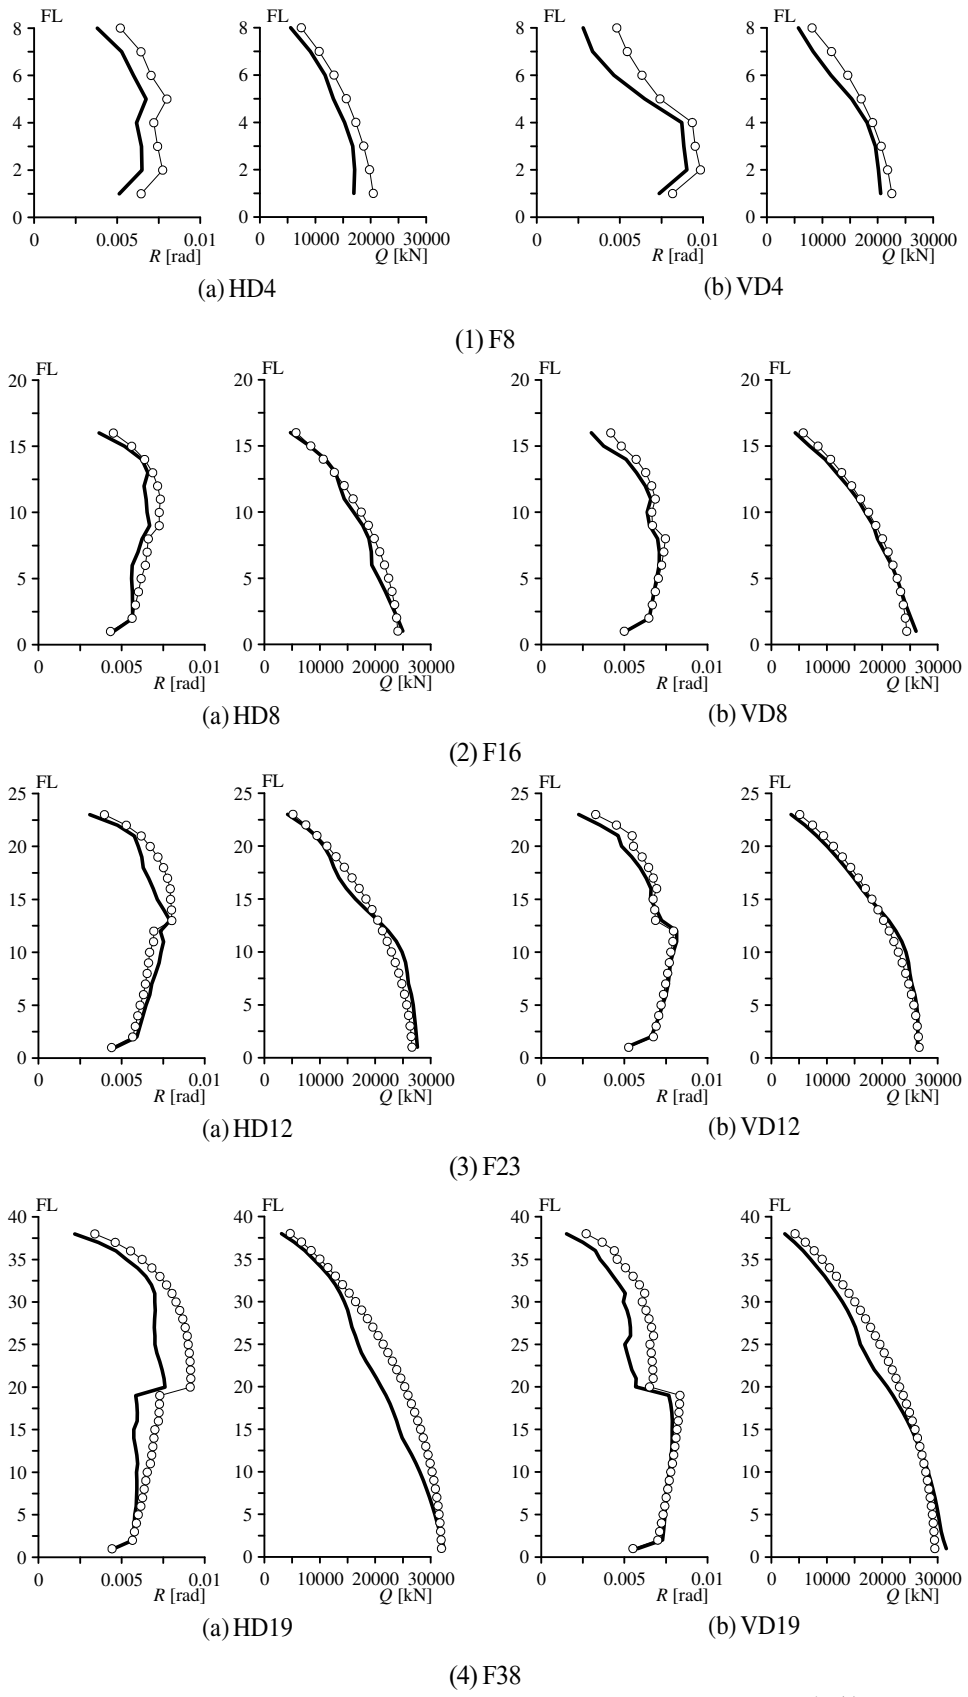 FL FL FL FL
8 8 8 8
6 6 6 6
4 4 4 4
2 2 2 2
0 0 0 0
0 0.005 0.01 0 10000 20000 30000 0 0.005 0.01 0 10000 20000 30000
R [rad] Q [kN] R [rad] Q [kN]
(a) HD4 (b) VD4
(1) F8
FL FL FL FL
20 20 20 20
15 15 15 15
10 10 10 10
5 5 5 5
0 0 0 0
0 0.005 0.01 0 10000 20000 30000 0 0.005 0.01 0 10000 20000 30000
R [rad] Q [kN] R [rad] Q [kN]
(a) HD8 (b) VD8
(2) F16
FL FL FL FL
25 25 25 25
20 20 20 20
15 15 15 15
10 10 10 10
5 5 5 5
0 0 0 0
0 0.005 0.01 0 10000 20000 30000 0 0.005 0.01 0 10000 20000 30000
R [rad] Q [kN] R [rad] Q [kN]
(a) HD12 (b) VD12
(3) F23
FL FL FL FL
40 40 40 40
35 35 35 35
30 30 30 30
25 25 25 25
20 20 20 20
15 15 15 15
10 10 10 10
5 5 5 5
0 0 0 0
0 0.005 0.01 0 10000 20000 30000 0 0.005 0.01 0 10000 20000 30000
R [rad] Q [kN] R [rad] Q [kN]
(a) HD19 (b) VD19
(4) F38